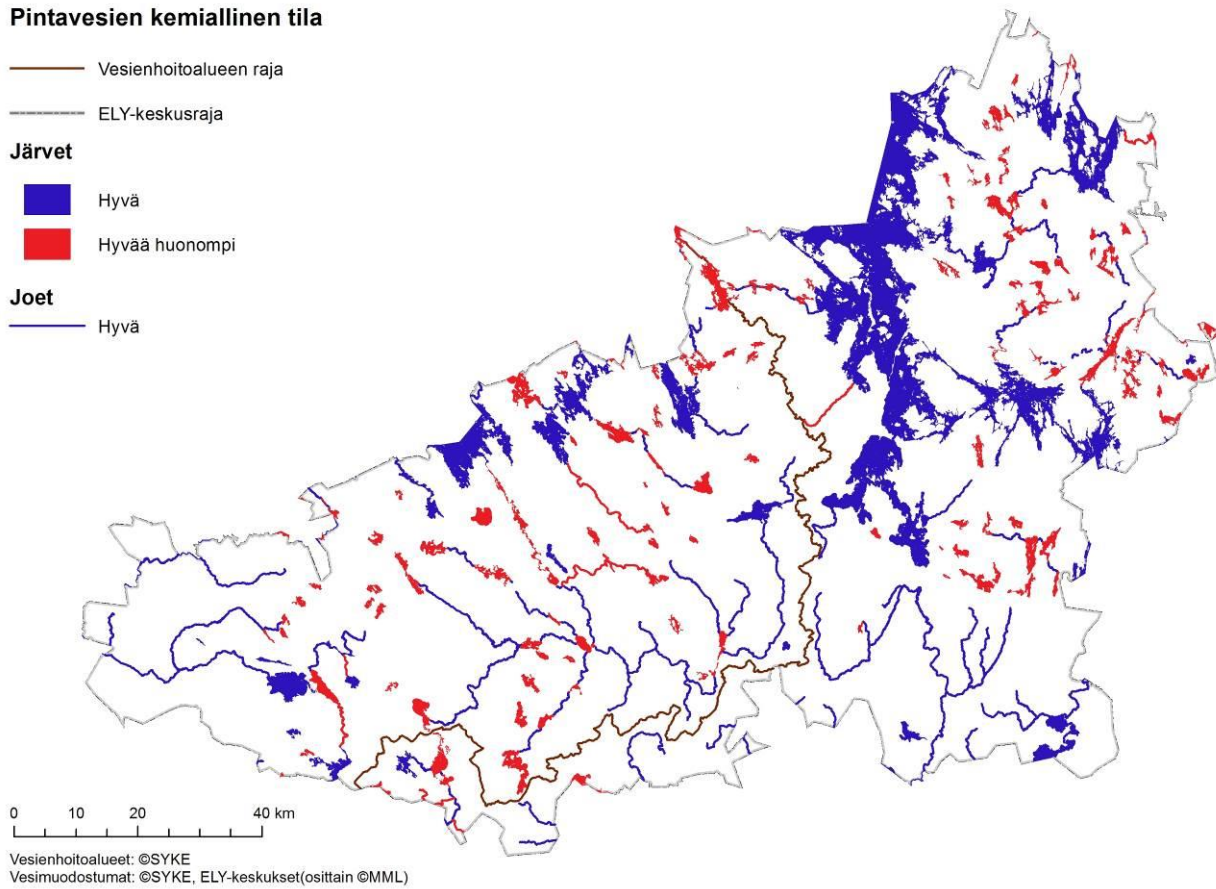 Pintavesien kemiallinen tila
Vesienhoitoalueen raja
ELY-keskusraja
Järvet
Hyvä
Hyvää huonompi
Joet
Hyvä
0 10 20 40 km
Vesienhoitoalueet: ©SYKE
Vesimuodostumat: ©SYKE, ELY-keskukset(osittain ©MML)